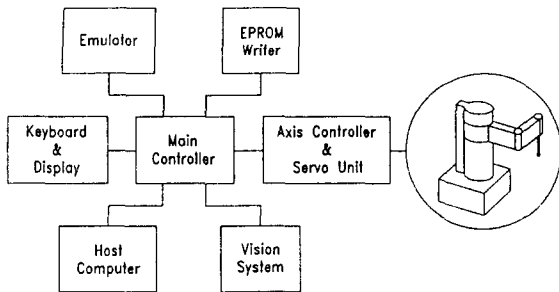 Emulator
EPROM
Writer
Keyboard
&
Display
Main
Controller
Axis Controller
&
Servo Unit
Host
Computer
Vision
System